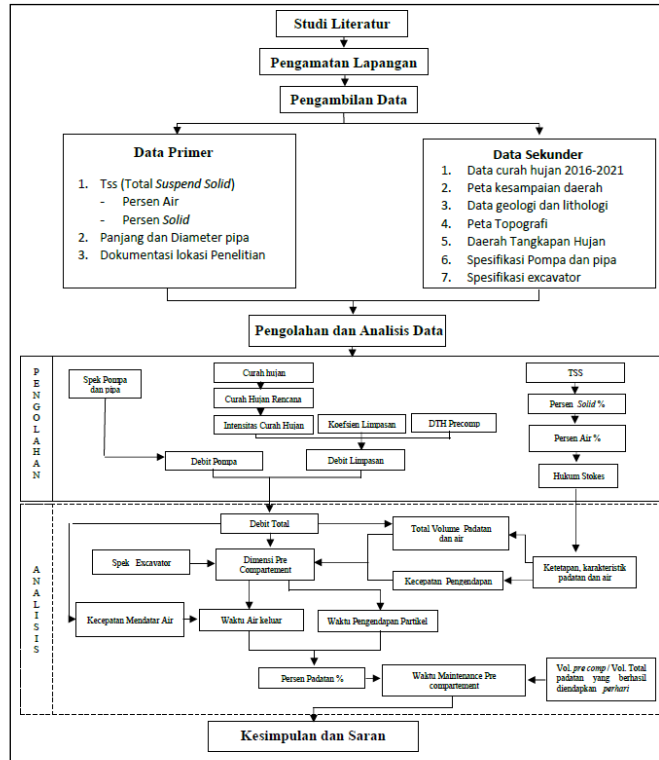 Studi Literatur
Pengamatan Lapangan
Pengambilan Data
Data Primer
1. Tss (Total Suspend Solid)
- Persen Air
- Persen Solid
2. Panjang dan Diameter pipa
3. Dokumentasi lokasi Penelitian
Data Sekunder
1. Data curah hujan 2016-2021
2. Peta kesampaian daerah
3. Data geologi dan lithologi
4. Peta Topografi
5. Daerah Tangkapan Hujan
6. Spesifikasi Pompa dan pipa
7. Spesifikasi excavator
Pengolahan dan Analisis Data
P
E
N
G
O
L
A
H
A
N
Spek Pompa
dan pipa
Curah hujan
Curah Hujan Rencana
Intensitas Curah Hujan
Koefsien Limpasan
DTH Precomp
Debit Pompa
Debit Limpasan
TSS
Persen Solid %
Persen Air %
Hukum Stokes
A
N
A
L
I
S
I
S
Debit Total
Total Volume Padatan
dan air
Spek Excavator
Dimensi Pre
Compartement
Kecepatan Pengendapan
Ketetapan, karakteristik
padatan dan air
Kecepatan Mendatar Air
Waktu Air keluar
Waktu Pengendapan Partikel
Persen Padatan %
Waktu Maintenance Pre
compartement
Vol. pre comp / Vol. Total
padatan yang berhasil
diendapkan perhari
Kesimpulan dan Saran